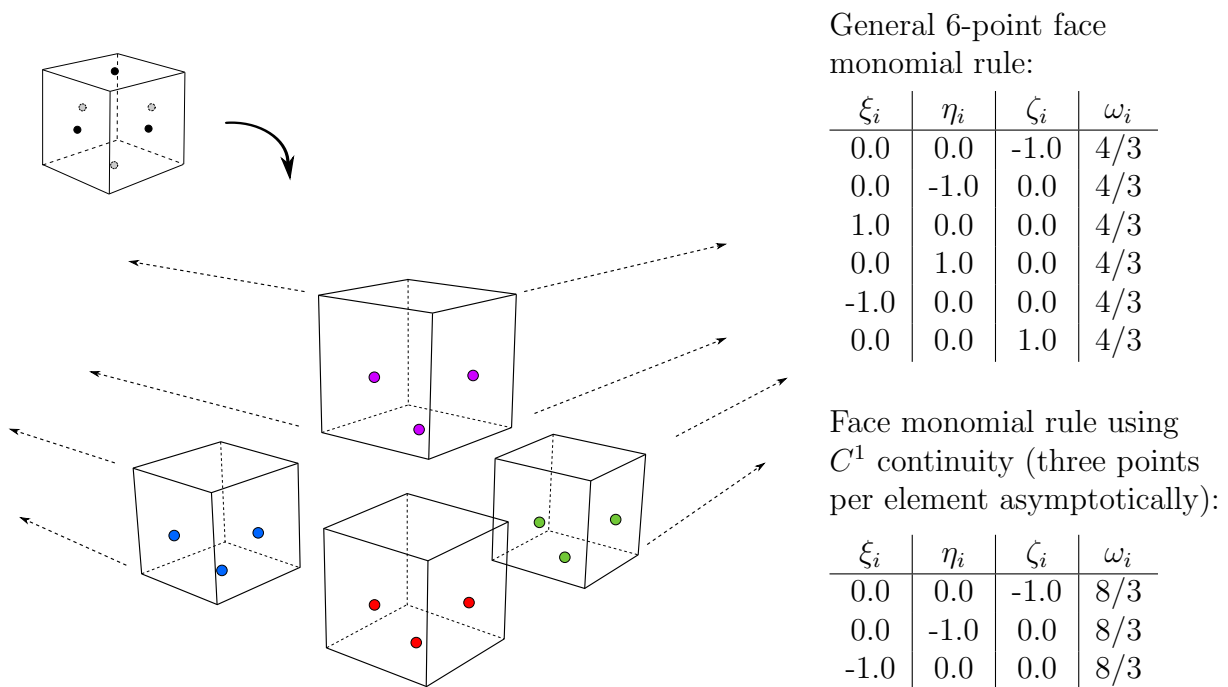 General 6-point face
monomial rule:
ξᵢ ηᵢ ζᵢ ωᵢ
0.0 0.0 -1.0 4/3
0.0 -1.0 0.0 4/3
1.0 0.0 0.0 4/3
0.0 1.0 0.0 4/3
-1.0 0.0 0.0 4/3
0.0 0.0 1.0 4/3
Face monomial rule using
C¹ continuity (three points
per element asymptotically):
ξᵢ ηᵢ ζᵢ ωᵢ
0.0 0.0 -1.0 8/3
0.0 -1.0 0.0 8/3
-1.0 0.0 0.0 8/3